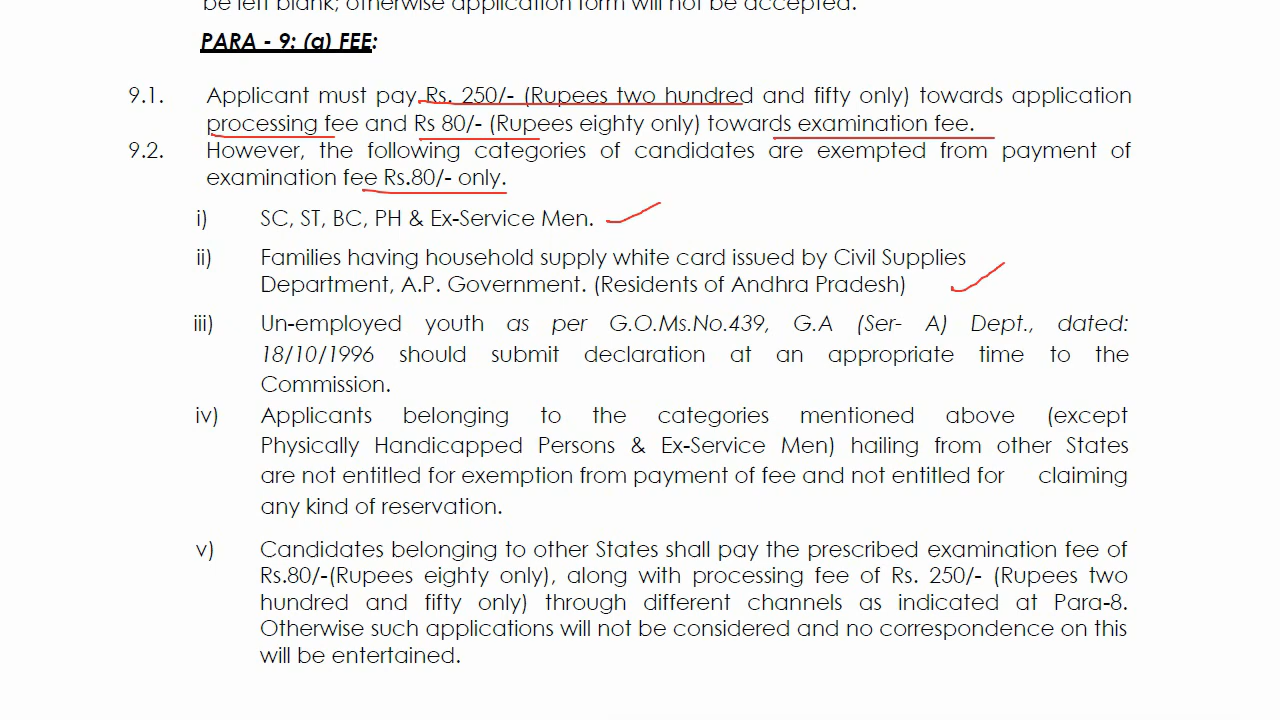 be left blank; otherwise application form will not be accepted.
PARA - 9: (a) FEE:
9.1. Applicant must pay Rs. 250/- (Rupees two hundred and fifty only) towards application
processing fee and Rs 80/- (Rupees eighty only) towards examination fee.
9.2. However, the following categories of candidates are exempted from payment of
examination fee Rs.80/- only.
i) SC, ST, BC, PH & Ex-Service Men.
ii) Families having household supply white card issued by Civil Supplies
Department, A.P. Government. (Residents of Andhra Pradesh)
iii) Un-employed youth as per G.O.Ms.No.439, G.A (Ser- A) Dept., dated:
18/10/1996 should submit declaration at an appropriate time to the
Commission.
iv) Applicants belonging to the categories mentioned above (except
Physically Handicapped Persons & Ex-Service Men) hailing from other States
are not entitled for exemption from payment of fee and not entitled for claiming
any kind of reservation.
v) Candidates belonging to other States shall pay the prescribed examination fee of
Rs.80/-(Rupees eighty only), along with processing fee of Rs. 250/- (Rupees two
hundred and fifty only) through different channels as indicated at Para-8.
Otherwise such applications will not be considered and no correspondence on this
will be entertained.